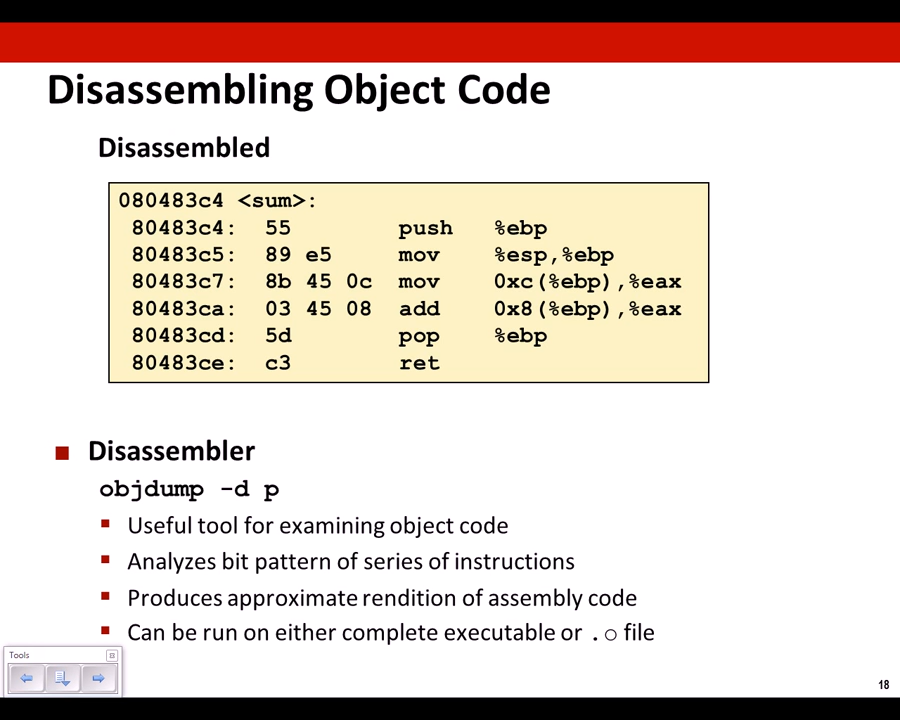 Disassembling Object Code
Disassembled
080483c4 <sum>:
80483c4: 55 push %ebp
80483c5: 89 e5 mov %esp,%ebp
80483c7: 8b 45 0c mov 0xc(%ebp),%eax
80483ca: 03 45 08 add 0x8(%ebp),%eax
80483cd: 5d pop %ebp
80483ce: c3 ret
Disassembler
objdump -d p
Useful tool for examining object code
Analyzes bit pattern of series of instructions
Produces approximate rendition of assembly code
Can be run on either complete executable or .o file
Tools
18